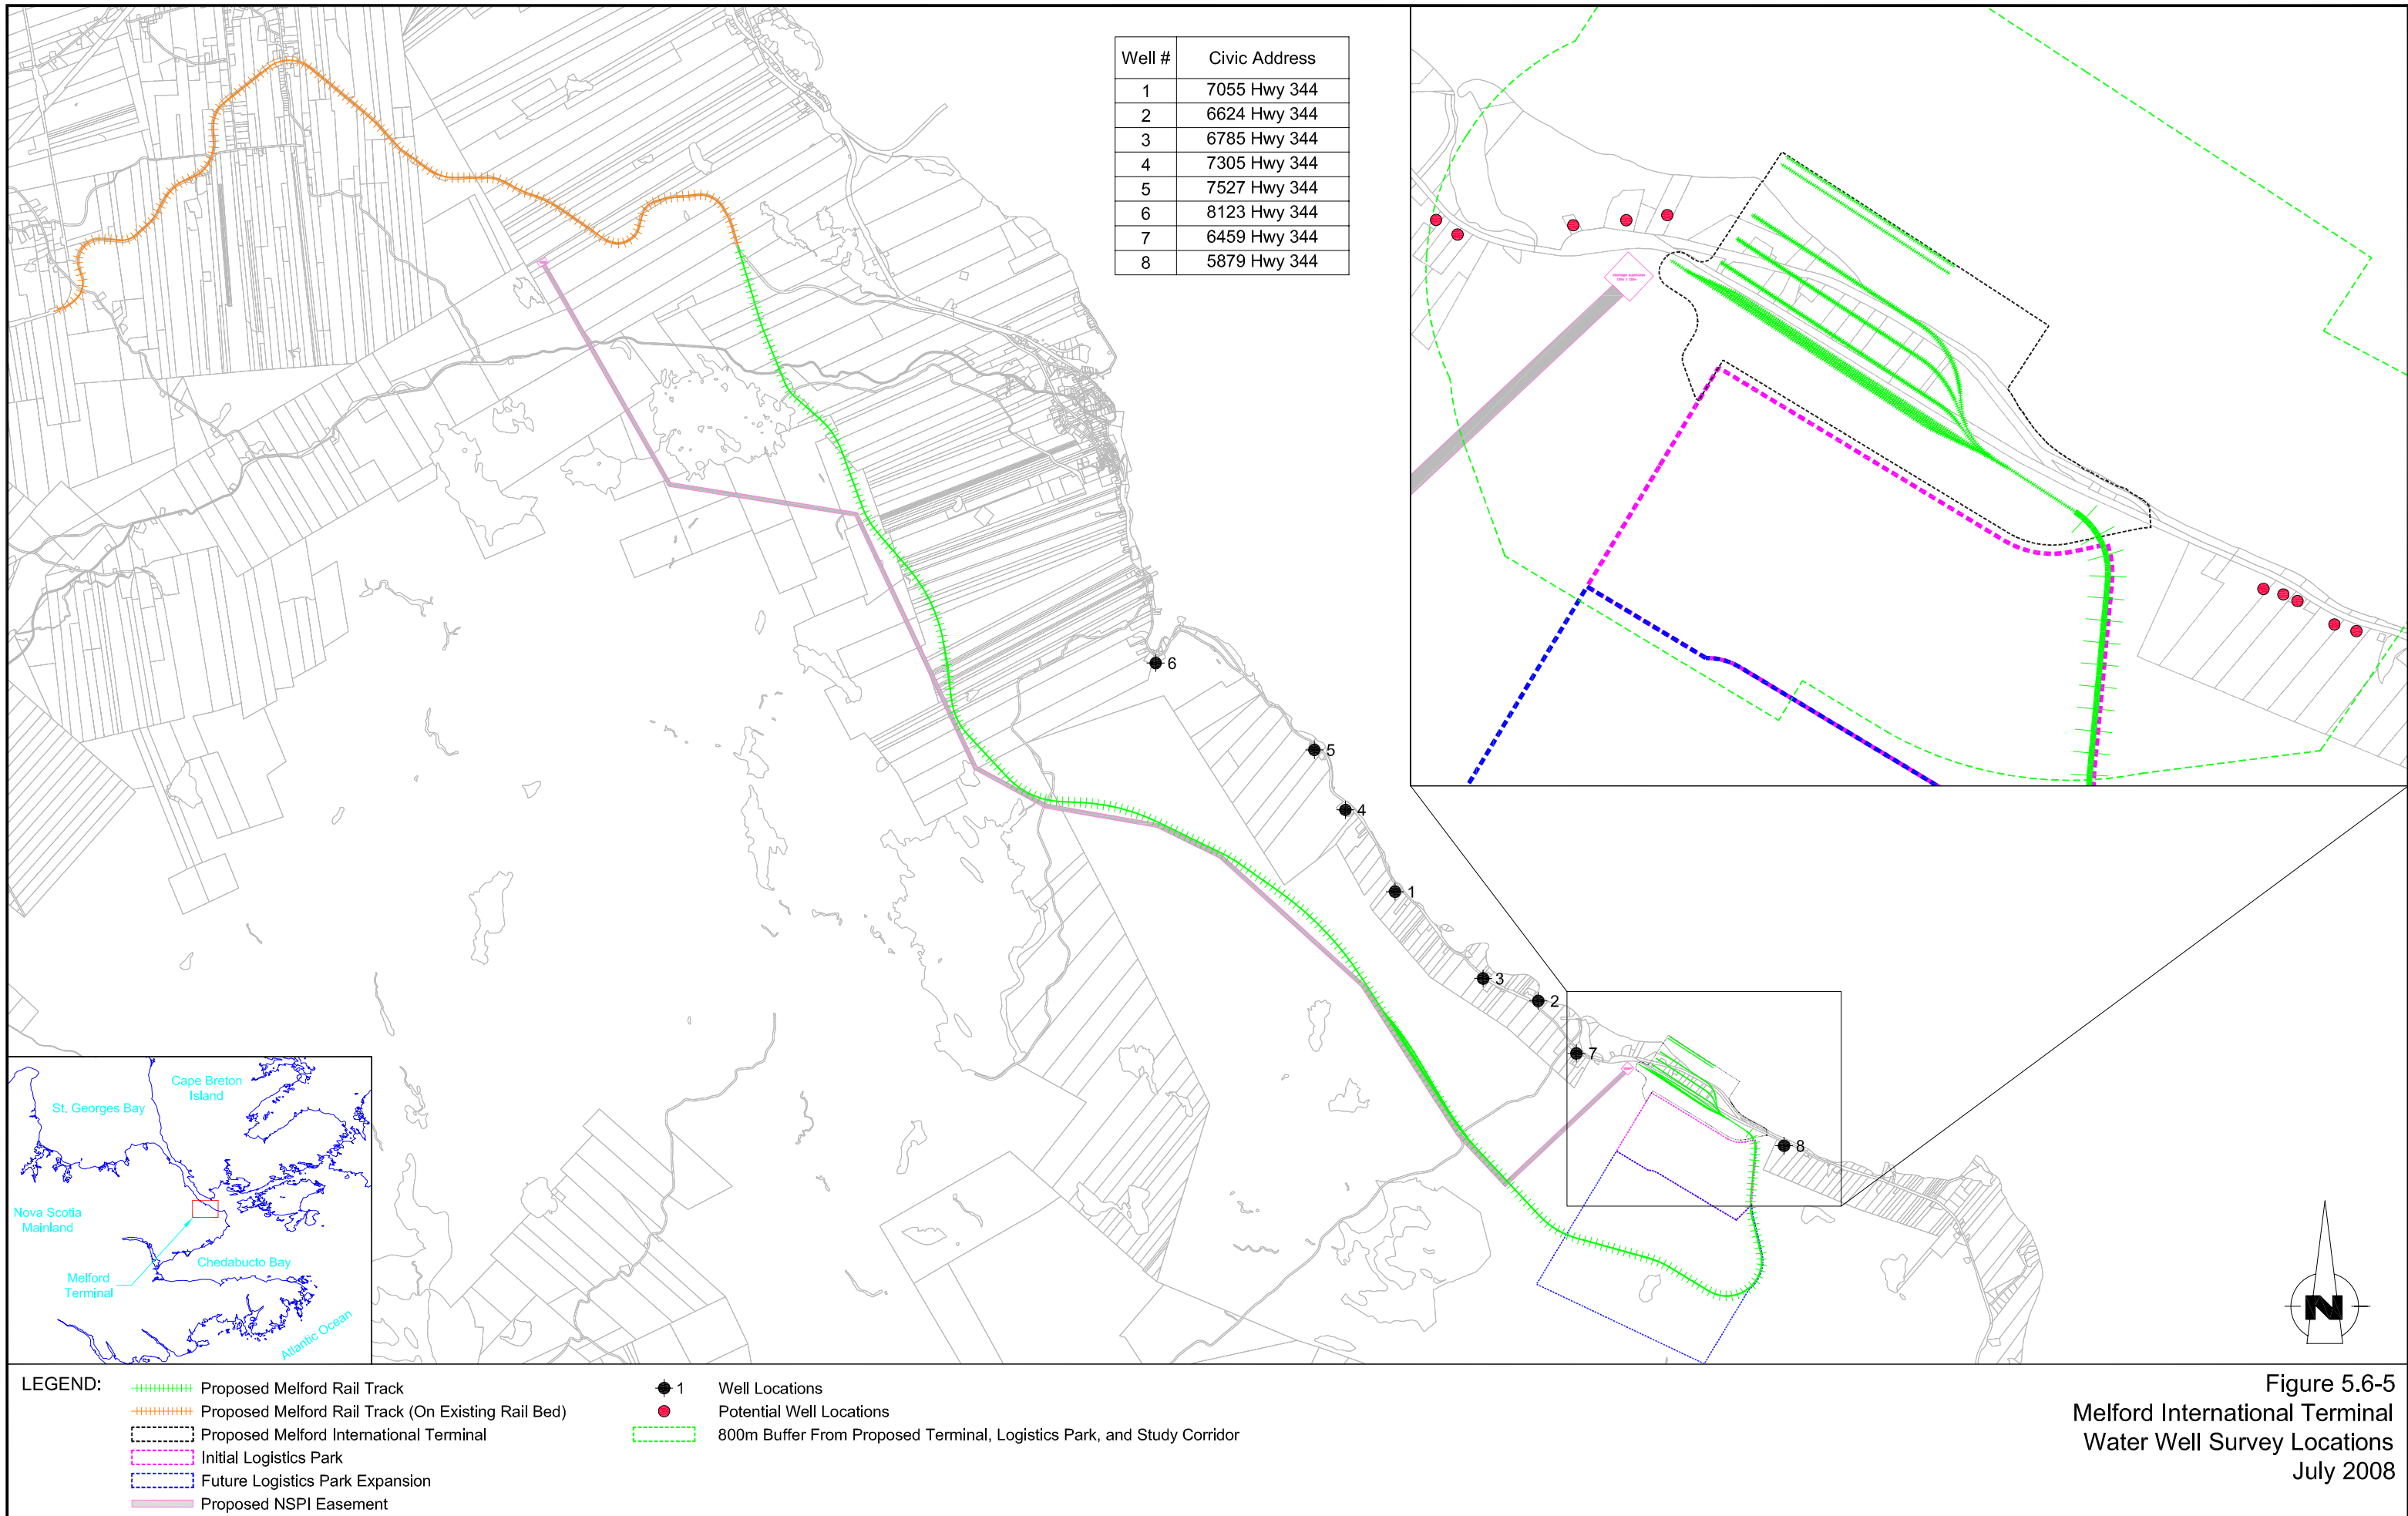 Well # Civic Address
1 7055 Hwy 344
2 6624 Hwy 344
3 6785 Hwy 344
4 7305 Hwy 344
5 7527 Hwy 344
6 8123 Hwy 344
7 6459 Hwy 344
8 5879 Hwy 344
6
5
4
1
3
2
7
8
Cape Breton
Island
St. Georges Bay
Nova Scotia
Mainland
Melford
Terminal
Chedabucto Bay
Atlantic Ocean
N
LEGEND:
Proposed Melford Rail Track
Proposed Melford Rail Track (On Existing Rail Bed)
Proposed Melford International Terminal
Initial Logistics Park
Future Logistics Park Expansion
Proposed NSPI Easement
1 Well Locations
Potential Well Locations
800m Buffer From Proposed Terminal, Logistics Park, and Study Corridor
Figure 5.6-5
Melford International Terminal
Water Well Survey Locations
July 2008